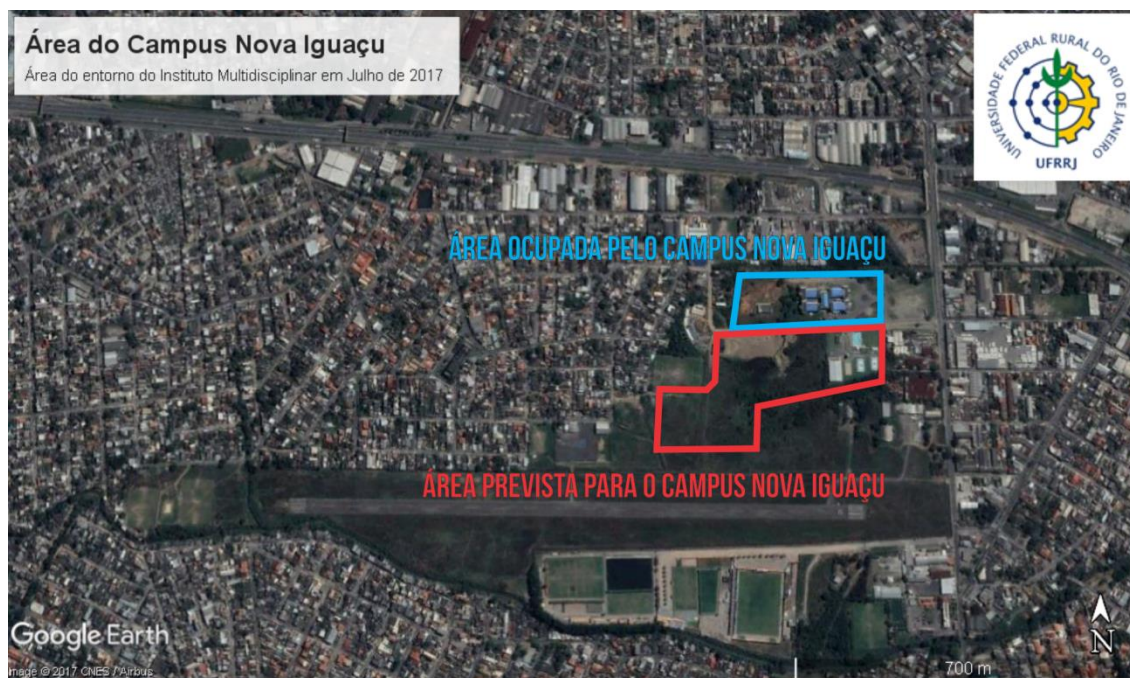 Área do Campus Nova Iguaçu
Área do entorno do Instituto Multidisciplinar em Julho de 2017
UNIVERSIDADE FEDERAL RURAL DO RIO DE JANEIRO
UFRRJ
ÁREA OCUPADA PELO CAMPUS NOVA IGUAÇU
ÁREA PREVISTA PARA O CAMPUS NOVA IGUAÇU
Google Earth
N
mage © 2017 CNES / Airbus
700 m